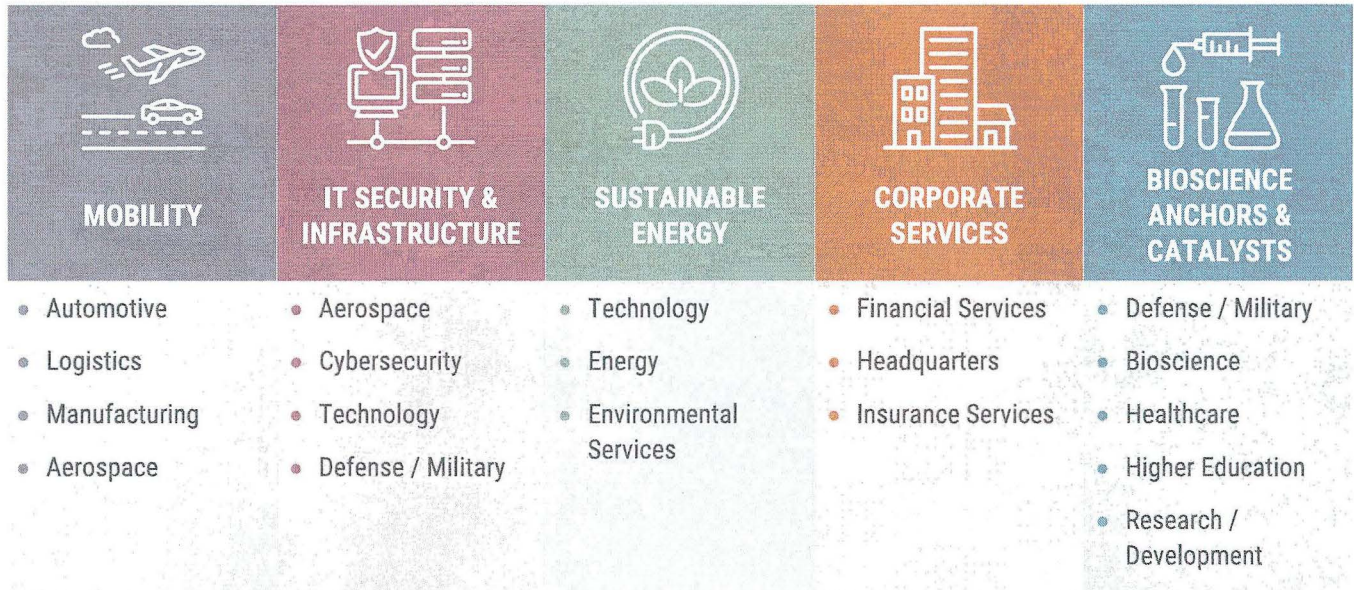 MOBILITY
IT SECURITY &
INFRASTRUCTURE
SUSTAINABLE
ENERGY
CORPORATE
SERVICES
BIOSCIENCE
ANCHORS &
CATALYSTS
• Automotive
• Logistics
• Manufacturing
• Aerospace
• Aerospace
• Cybersecurity
• Technology
• Defense / Military
• Technology
• Energy
• Environmental
Services
• Financial Services
• Headquarters
• Insurance Services
• Defense / Military
• Bioscience
• Healthcare
• Higher Education
• Research /
Development